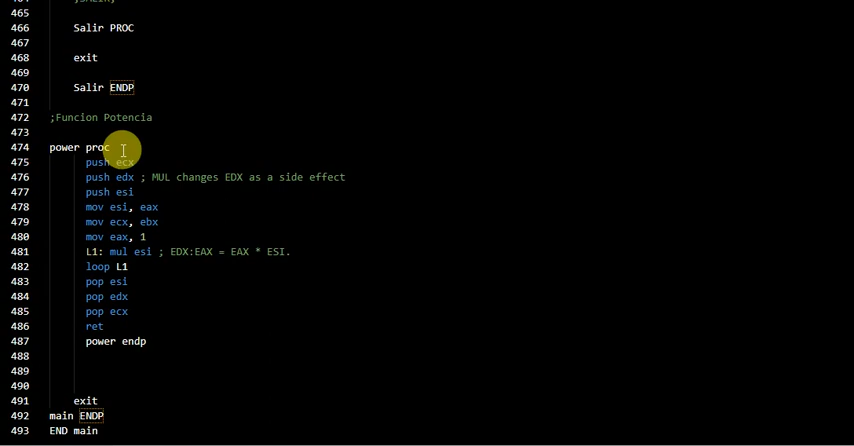 464 ;SALIR;
465
466 Salir PROC
467
468 exit
469
470 Salir ENDP
471
472 ;Funcion Potencia
473
474 power proc
475 push ecx
476 push edx ; MUL changes EDX as a side effect
477 push esi
478 mov esi, eax
479 mov ecx, ebx
480 mov eax, 1
481 L1: mul esi ; EDX:EAX = EAX * ESI.
482 loop L1
483 pop esi
484 pop edx
485 pop ecx
486 ret
487 power endp
488
489
490
491 exit
492 main ENDP
493 END main